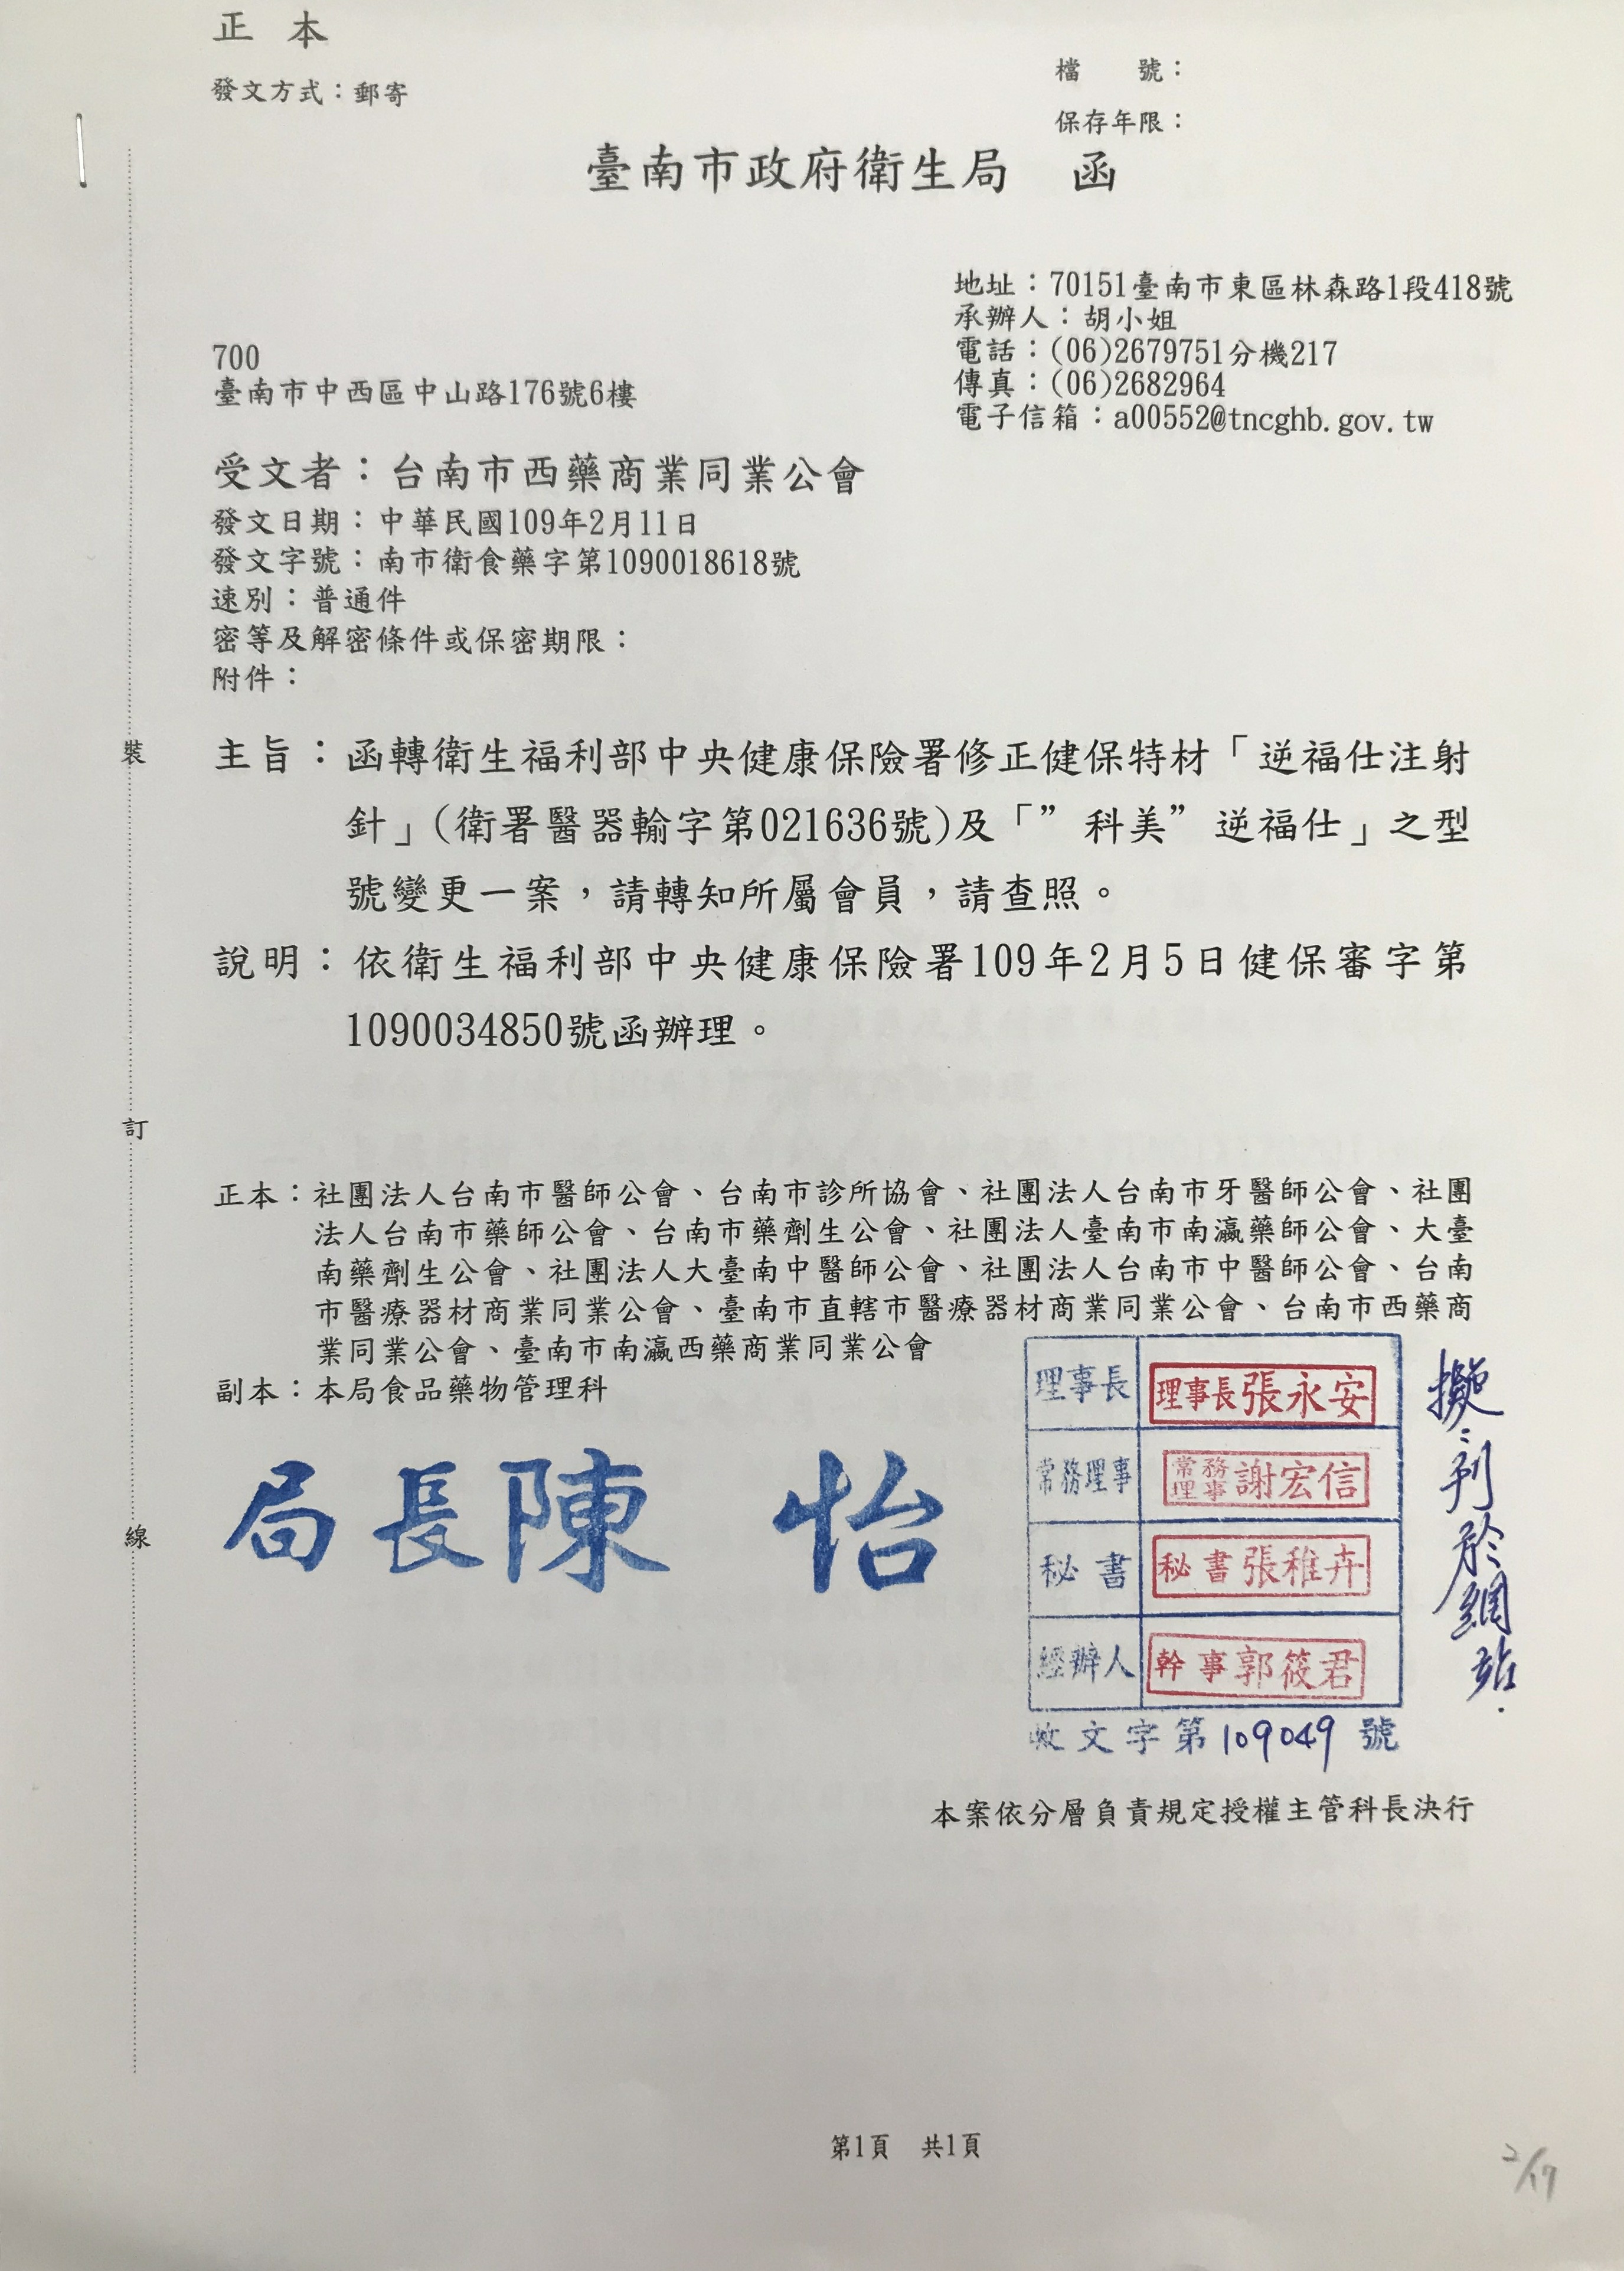 正 本
發文方式：郵寄
檔 號：
保存年限：
臺南市政府衛生局 函
地址：70151臺南市東區林森路1段418號
承辦人：胡小姐
電話：(06)2679751分機217
傳真：(06)2682964
電子信箱：a00552@tncghb.gov.tw
700
臺南市中西區中山路176號6樓
受文者：台南市西藥商業同業公會
發文日期：中華民國109年2月11日
發文字號：南市衛食藥字第1090018618號
速別：普通件
密等及解密條件或保密期限：
附件：
主旨：函轉衛生福利部中央健康保險署修正健保特材「逆福仕注射
針」(衛署醫器輸字第021636號)及「”科美”逆福仕」之型
號變更一案，請轉知所屬會員，請查照。
說明：依衛生福利部中央健康保險署109年2月5日健保審字第
1090034850號函辦理。
正本：社團法人台南市醫師公會、台南市診所協會、社團法人台南市牙醫師公會、社團
法人台南市藥師公會、台南市藥劑生公會、社團法人臺南市南瀛藥師公會、大臺
南藥劑生公會、社團法人大臺南中醫師公會、社團法人台南市中醫師公會、台南
市醫療器材商業同業公會、臺南市直轄市醫療器材商業同業公會、台南市西藥商
業同業公會、臺南市南瀛西藥商業同業公會
副本：本局食品藥物管理科
局長陳 怡
理事長 理事長張永安
常務理事 常務理事謝宏信
秘書 秘書張稚卉
經辦人 幹事郭筱君
收文字第109049號
擬：刊於網站.
本案依分層負責規定授權主管科長決行
裝
訂
線
第1頁 共1頁
2/17